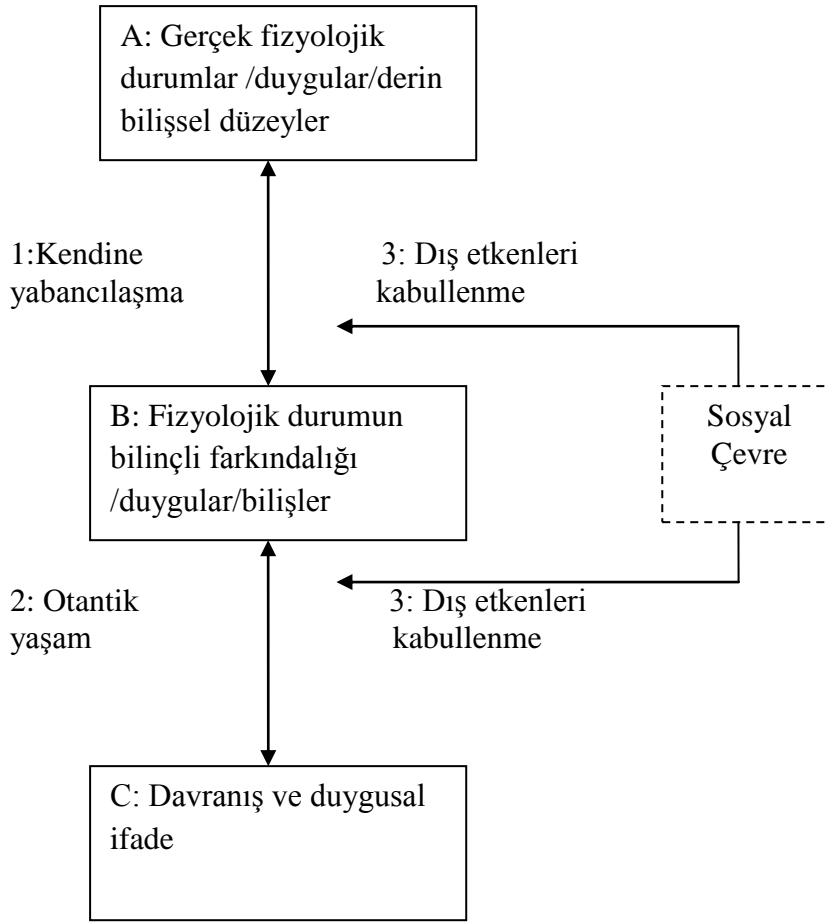 A: Gerçek fizyolojik
durumlar /duygular/derin
bilişsel düzeyler
1:Kendine
yabancılaşma
3: Dış etkenleri
kabullenme
B: Fizyolojik durumun
bilinçli farkındalığı
/duygular/bilişler
Sosyal
Çevre
2: Otantik
yaşam
3: Dış etkenleri
kabullenme
C: Davranış ve duygusal
ifade